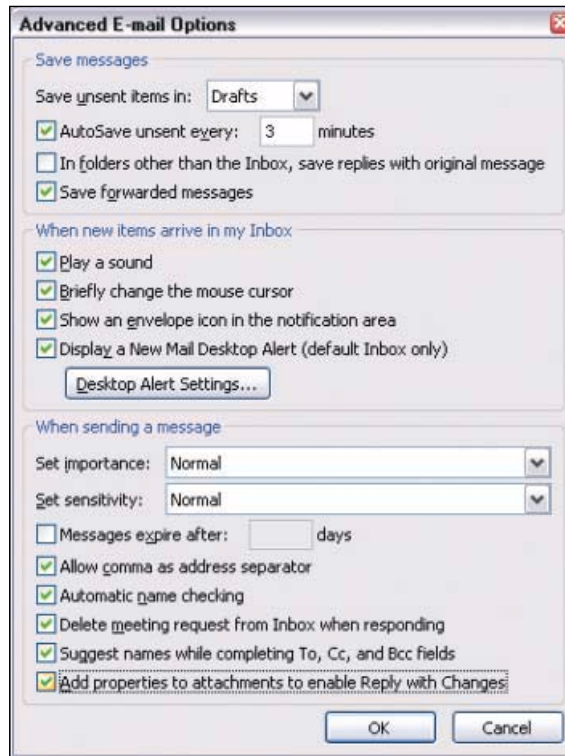 Advanced E-mail Options
Save messages
Save unsent items in: Drafts
AutoSave unsent every: 3 minutes
In folders other than the Inbox, save replies with original message
Save forwarded messages
When new items arrive in my Inbox
Play a sound
Briefly change the mouse cursor
Show an envelope icon in the notification area
Display a New Mail Desktop Alert (default Inbox only)
Desktop Alert Settings...
When sending a message
Set importance: Normal
Set sensitivity: Normal
Messages expire after: days
Allow comma as address separator
Automatic name checking
Delete meeting request from Inbox when responding
Suggest names while completing To, Cc, and Bcc fields
Add properties to attachments to enable Reply with Changes
OK Cancel